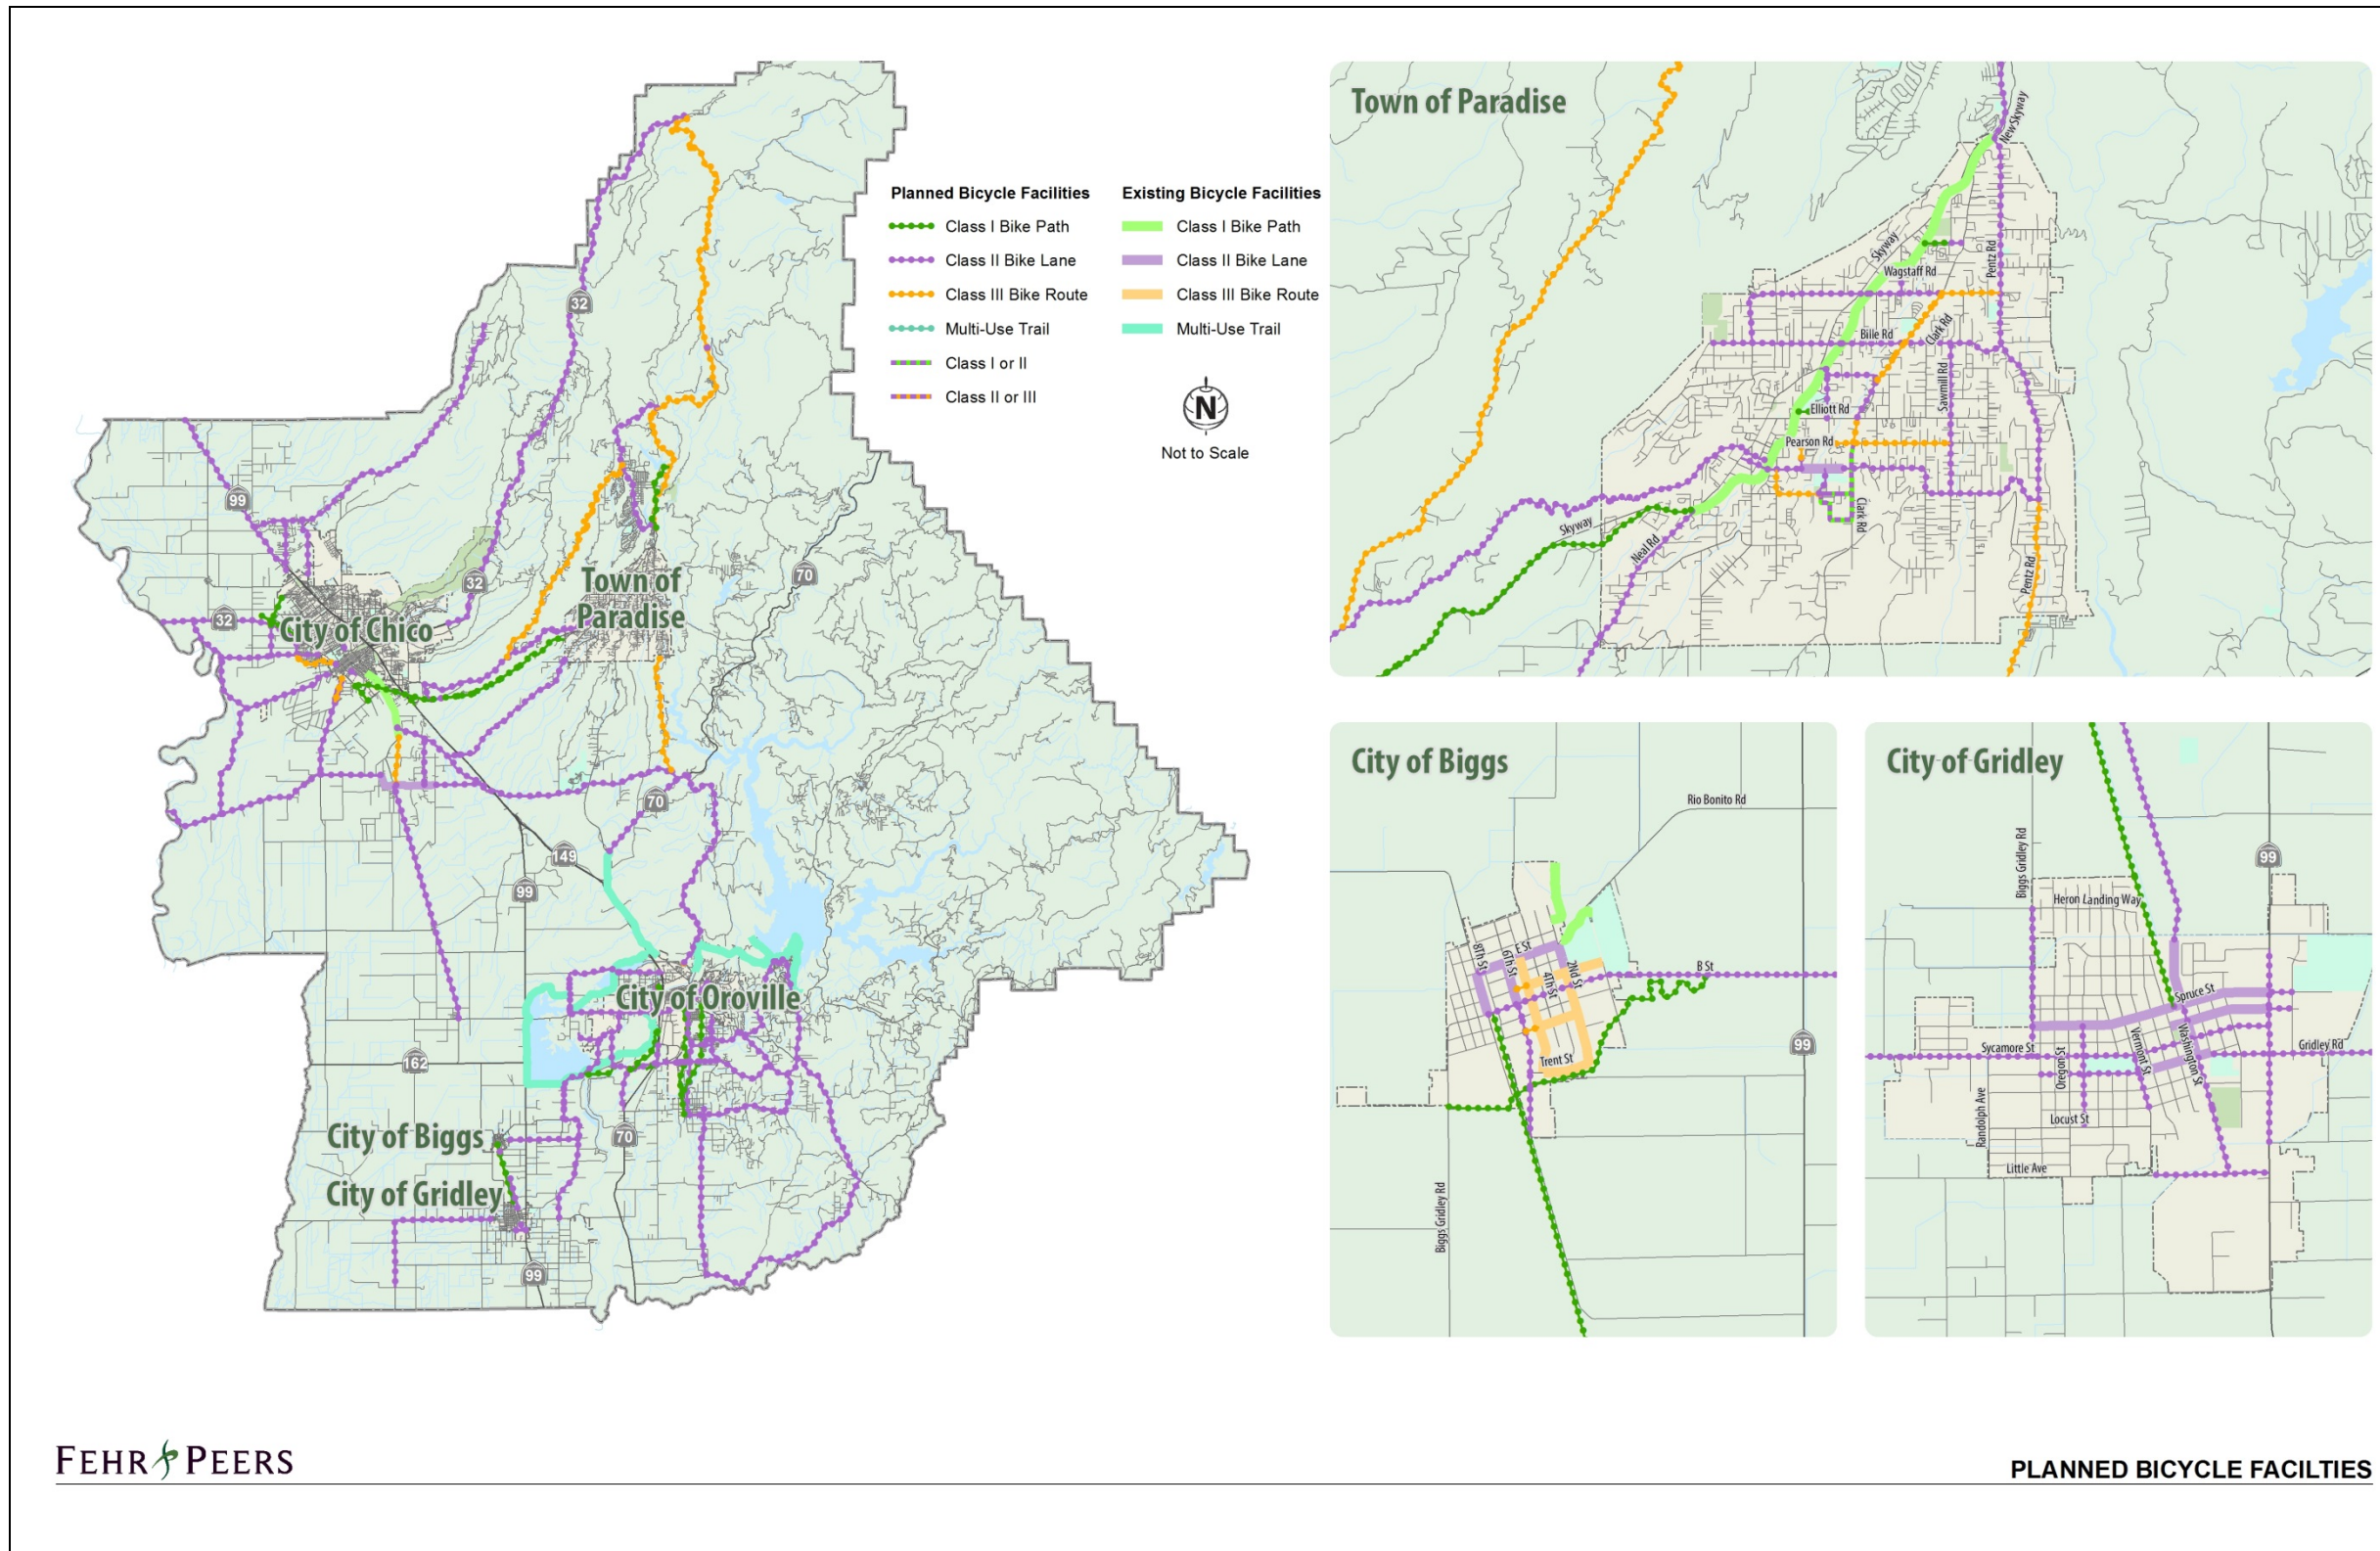 Planned Bicycle Facilities
Class I Bike Path
Class II Bike Lane
Class III Bike Route
Multi-Use Trail
Class I or II
Class II or III
Existing Bicycle Facilities
Class I Bike Path
Class II Bike Lane
Class III Bike Route
Multi-Use Trail
N
Not to Scale
32
99
32
32
70
City of Chico
Town of
Paradise
70
149
99
City of Oroville
162
City of Biggs
70
City of Gridley
99
Town of Paradise
New Skyway
Skyway
Pentz Rd
Wagstaff Rd
Bille Rd
Clark Rd
Sawmill Rd
Elliott Rd
Pearson Rd
Clark Rd
Skyway
Neal Rd
Pentz Rd
City of Biggs
Rio Bonito Rd
8Th St
6Th St
E St
4Th St
2Nd St
B St
99
Trent St
Biggs Gridley Rd
City of Gridley
Biggs Gridley Rd
99
Heron Landing Way
Spruce St
Sycamore St
Oregon St
Vermont St
Washington St
Gridley Rd
Randolph Ave
Locust St
Little Ave
FEHR PEERS
PLANNED BICYCLE FACILTIES